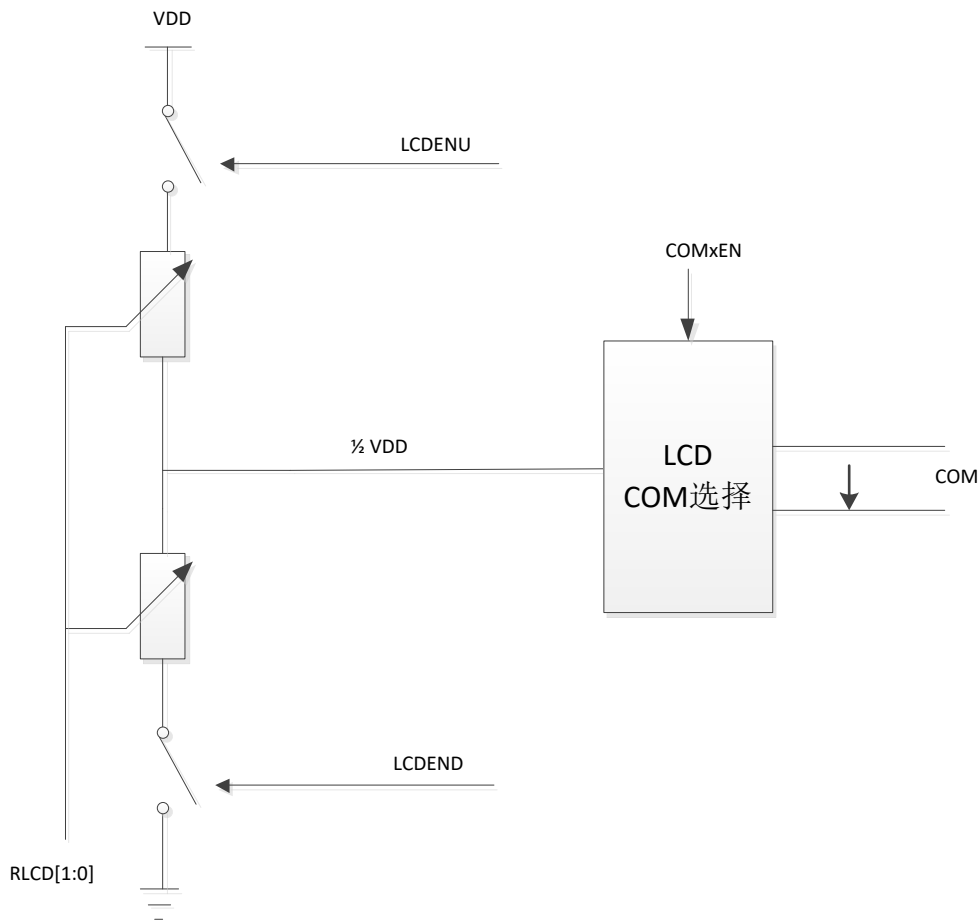 VDD
LCDENU
COMxEN
½ VDD
LCD
COM选择
COM
LCDEND
RLCD[1:0]